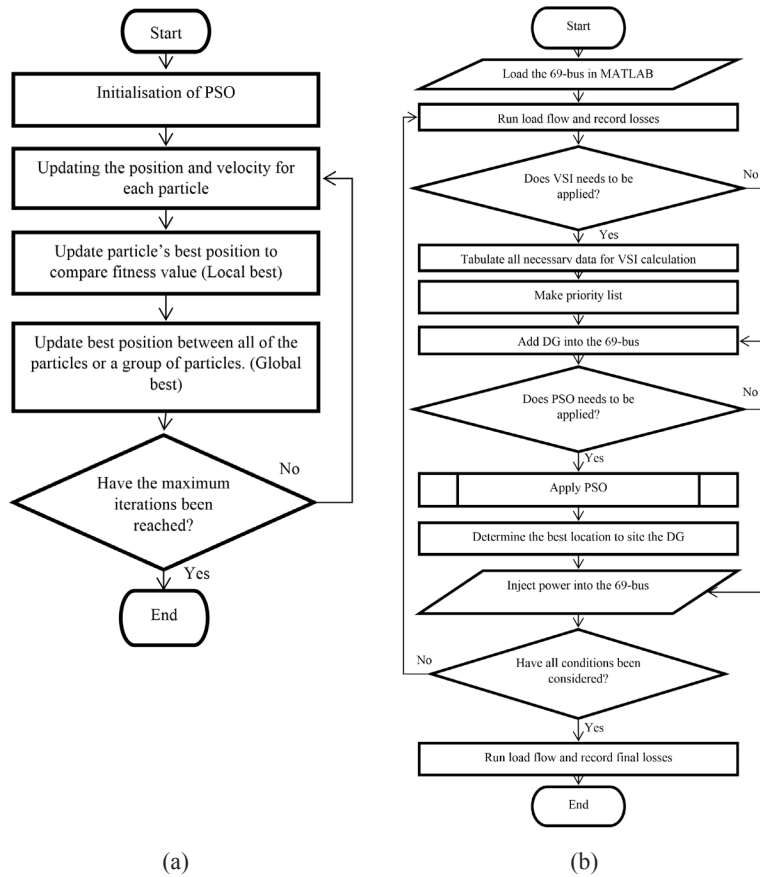 Start
Initialisation of PSO
Updating the position and velocity for
each particle
Update particle's best position to
compare fitness value (Local best)
Update best position between all of the
particles or a group of particles. (Global
best)
No
Have the maximum
iterations been
reached?
Yes
End
(a)
Start
Load the 69-bus in MATLAB
Run load flow and record losses
No
Does VSI needs to be
applied?
Yes
Tabulate all necessary data for VSI calculation
Make priority list
Add DG into the 69-bus
No
Does PSO needs to be
applied?
Yes
Apply PSO
Determine the best location to site the DG
Inject power into the 69-bus
No
Have all conditions been
considered?
Yes
Run load flow and record final losses
End
(b)